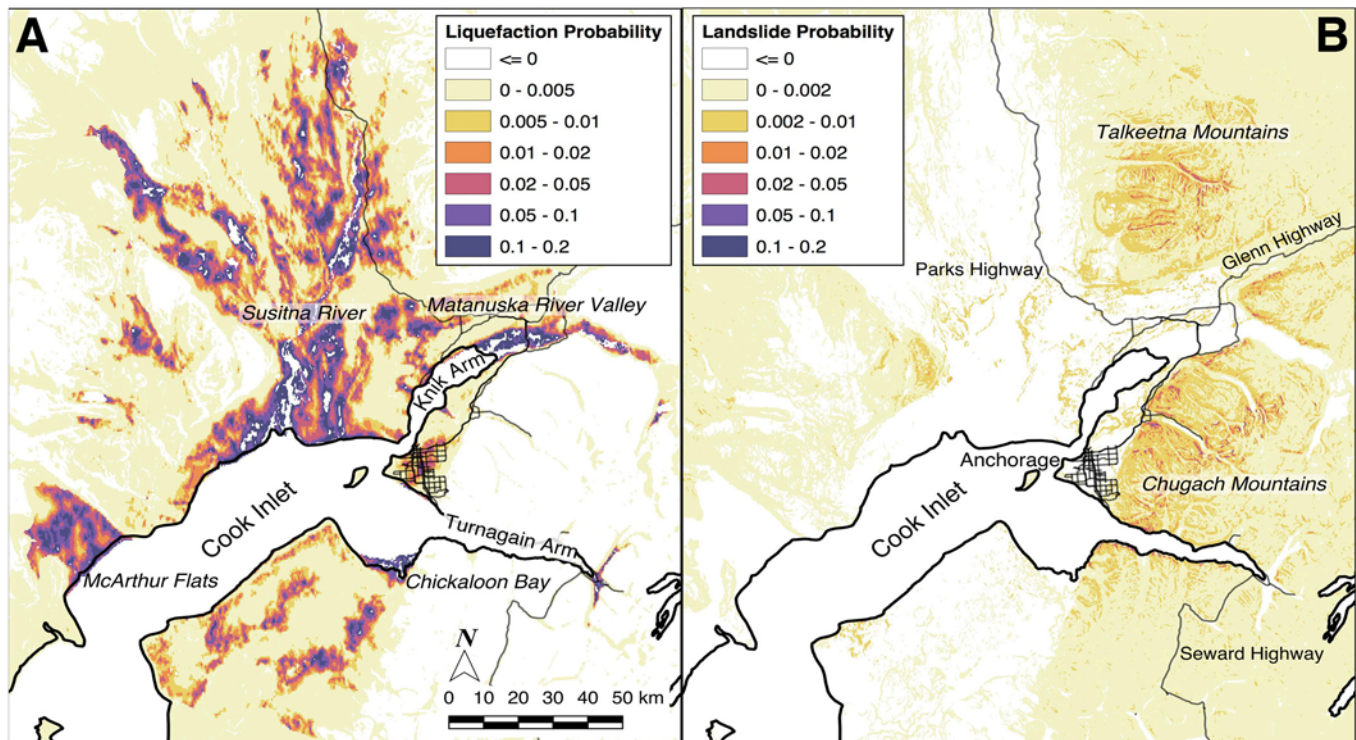 A
Liquefaction Probability
<= 0
0 - 0.005
0.005 - 0.01
0.01 - 0.02
0.02 - 0.05
0.05 - 0.1
0.1 - 0.2
Susitna River
Matanuska River Valley
Knik Arm
Cook Inlet
Turnagain Arm
McArthur Flats
Chickaloon Bay
N
0 10 20 30 40 50 km
B
Landslide Probability
<= 0
0 - 0.002
0.002 - 0.01
0.01 - 0.02
0.02 - 0.05
0.05 - 0.1
0.1 - 0.2
Talkeetna Mountains
Glenn Highway
Parks Highway
Anchorage
Chugach Mountains
Cook Inlet
Seward Highway